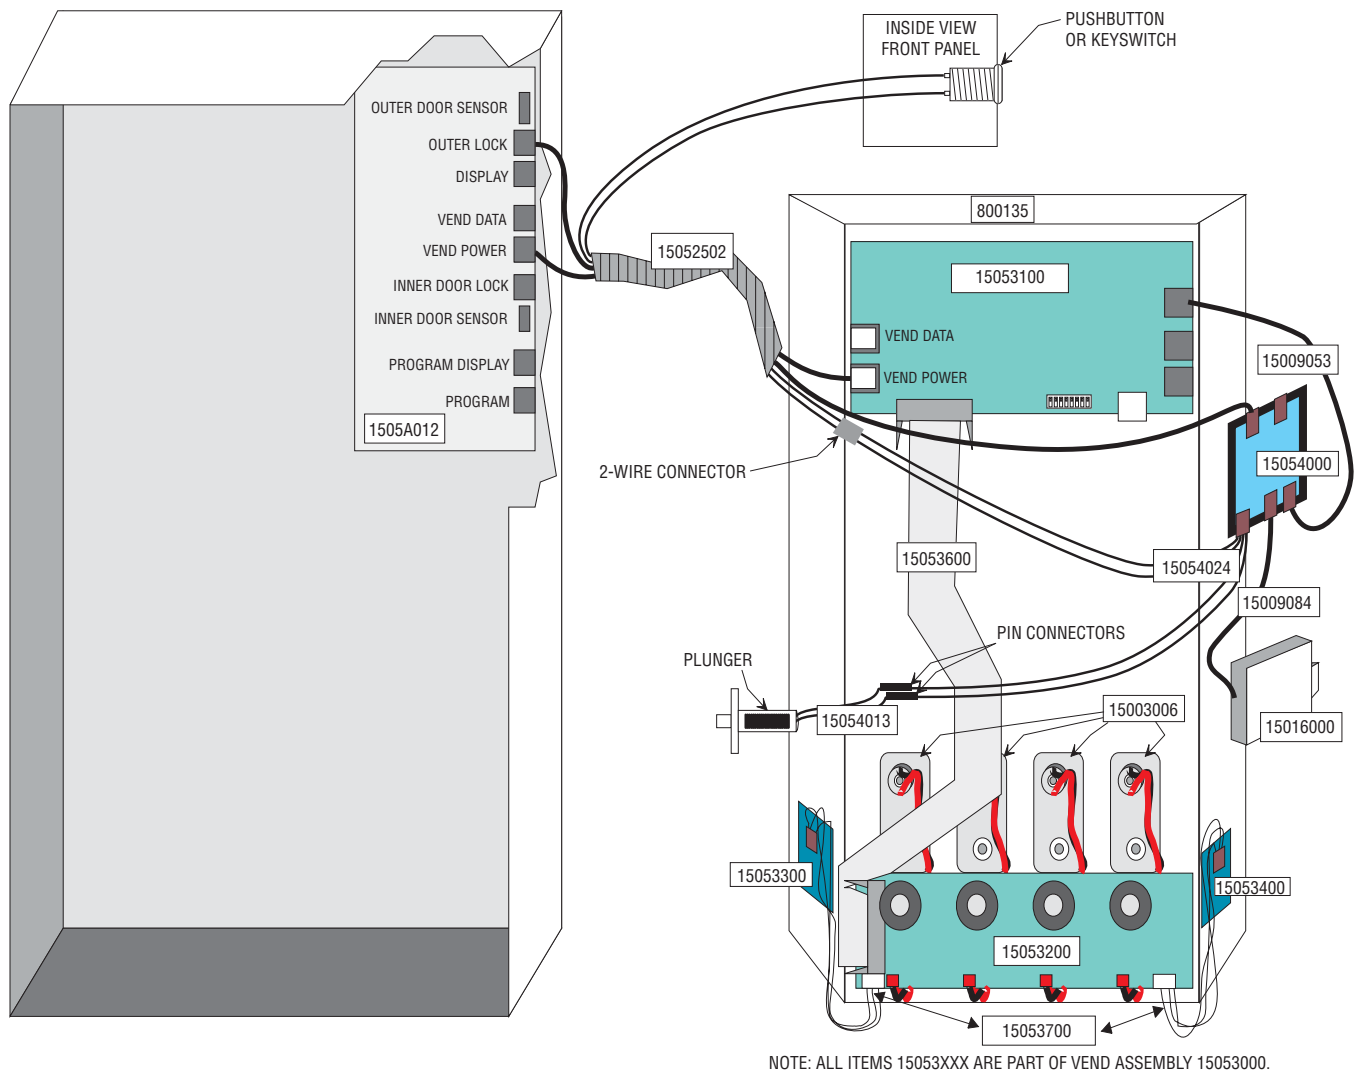 INSIDE VIEW
FRONT PANEL
PUSHBUTTON
OR KEYSWITCH
OUTER DOOR SENSOR
OUTER LOCK
DISPLAY
VEND DATA
VEND POWER
INNER DOOR LOCK
INNER DOOR SENSOR
PROGRAM DISPLAY
PROGRAM
1505A012
15052502
800135
15053100
VEND DATA
VEND POWER
15009053
15054000
2-WIRE CONNECTOR
15053600
15054024
15009084
PIN CONNECTORS
PLUNGER
15054013
15003006
15016000
15053300
15053400
15053200
15053700
NOTE: ALL ITEMS 15053XXX ARE PART OF VEND ASSEMBLY 15053000.